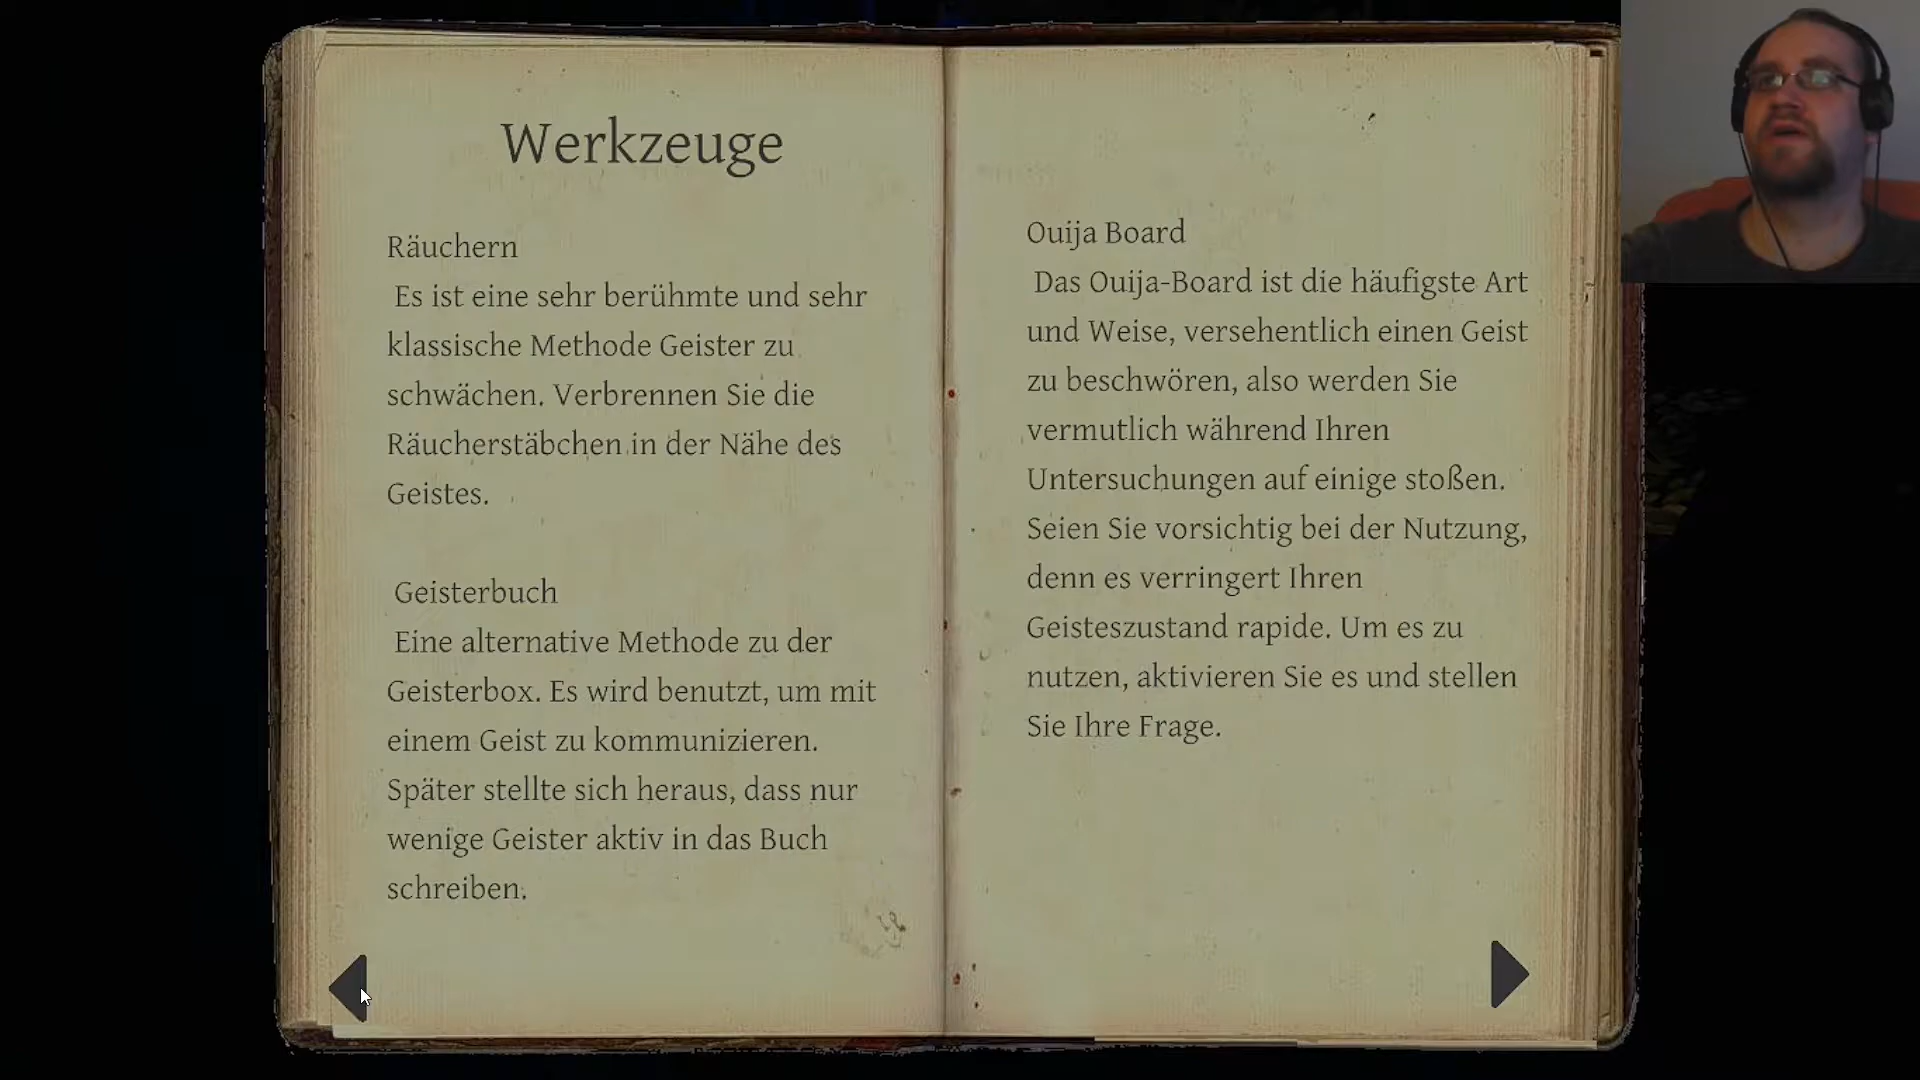 Werkzeuge
Räuchern
Es ist eine sehr berühmte und sehr
klassische Methode Geister zu
schwächen. Verbrennen Sie die
Räucherstäbchen in der Nähe des
Geistes.
Geisterbuch
Eine alternative Methode zu der
Geisterbox. Es wird benutzt, um mit
einem Geist zu kommunizieren.
Später stellte sich heraus, dass nur
wenige Geister aktiv in das Buch
schreiben.
Ouija Board
Das Ouija-Board ist die häufigste Art
und Weise, versehentlich einen Geist
zu beschwören, also werden Sie
vermutlich während Ihren
Untersuchungen auf einige stoßen.
Seien Sie vorsichtig bei der Nutzung,
denn es verringert Ihren
Geisteszustand rapide. Um es zu
nutzen, aktivieren Sie es und stellen
Sie Ihre Frage.